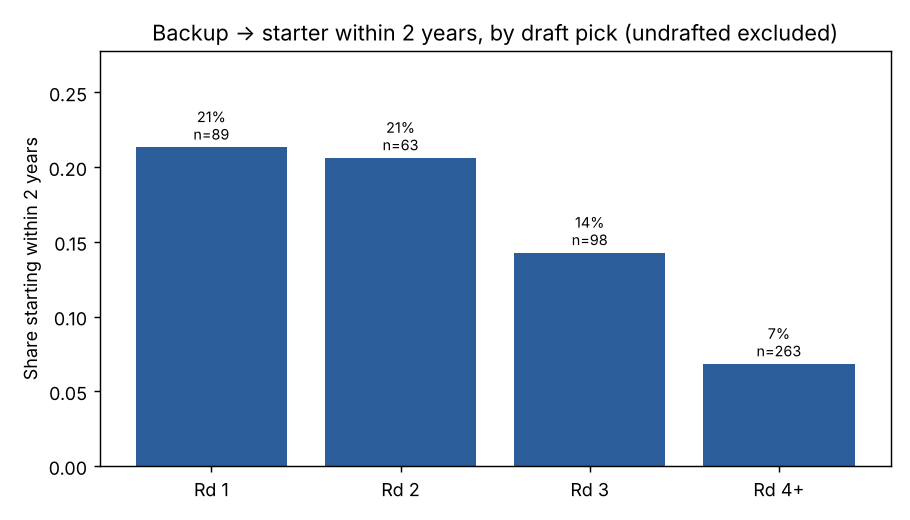 Backup → starter within 2 years, by draft pick (undrafted excluded)
Share starting within 2 years
0.25
0.20
0.15
0.10
0.05
0.00
21%
n=89
21%
n=63
14%
n=98
7%
n=263
Rd 1
Rd 2
Rd 3
Rd 4+